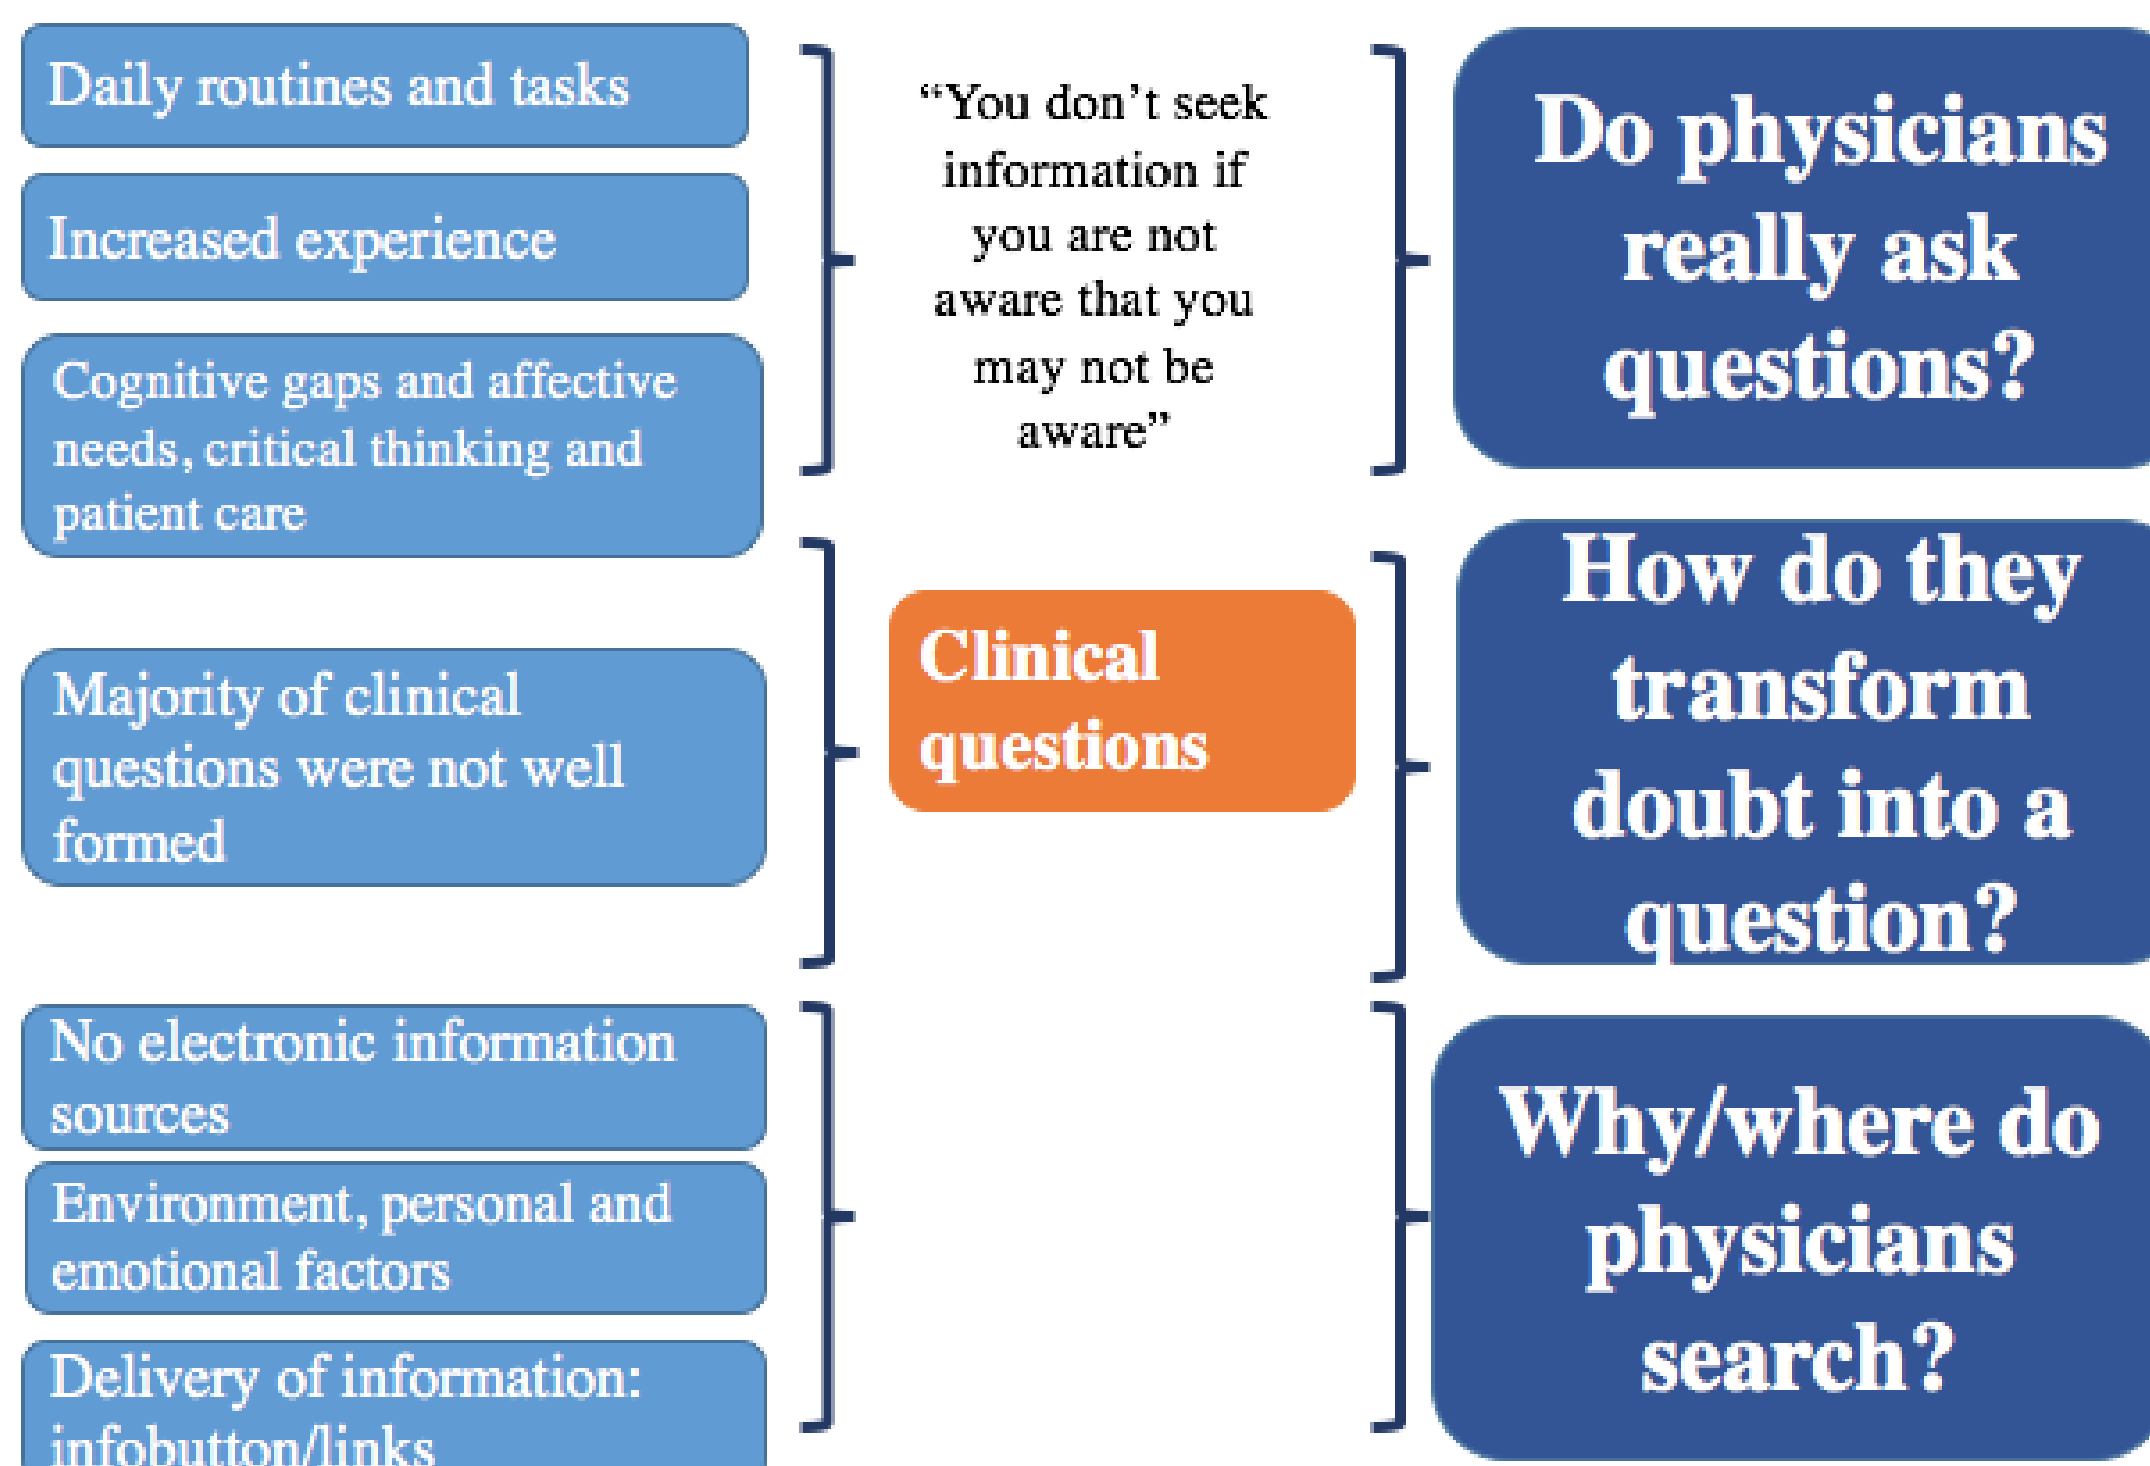 Daily routines and tasks
Increased experience
Cognitive gaps and affective
needs, critical thinking and
patient care
“You don’t seek
information if
you are not
aware that you
may not be
aware”
Do physicians
really ask
questions?
Majority of clinical
questions were not well
formed
Clinical
questions
How do they
transform
doubt into a
question?
No electronic information
sources
Environment, personal and
emotional factors
Delivery of information:
infobutton/links
Why/where do
physicians
search?